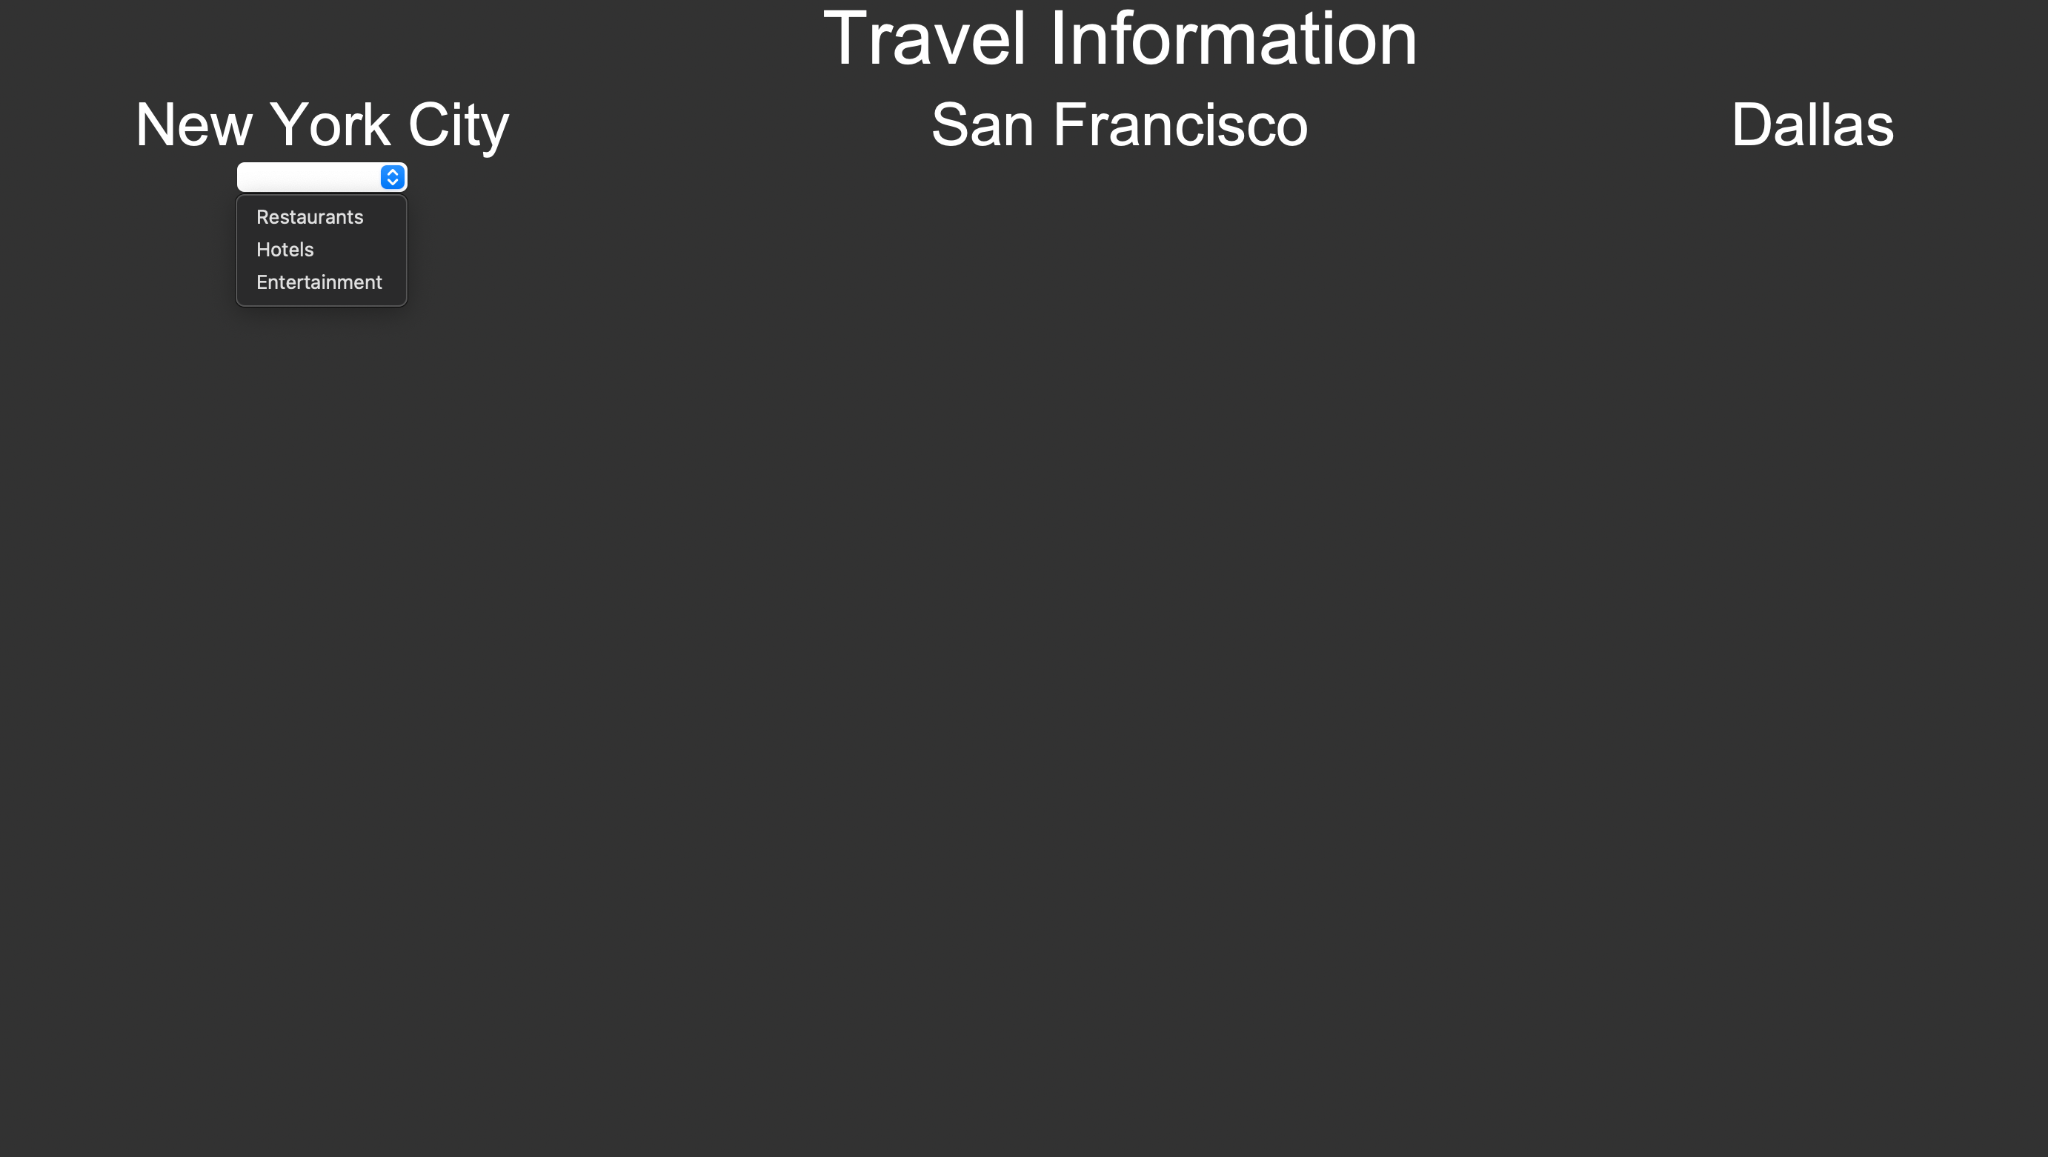 Travel Information
New York City
San Francisco
Dallas
Restaurants
Hotels
Entertainment